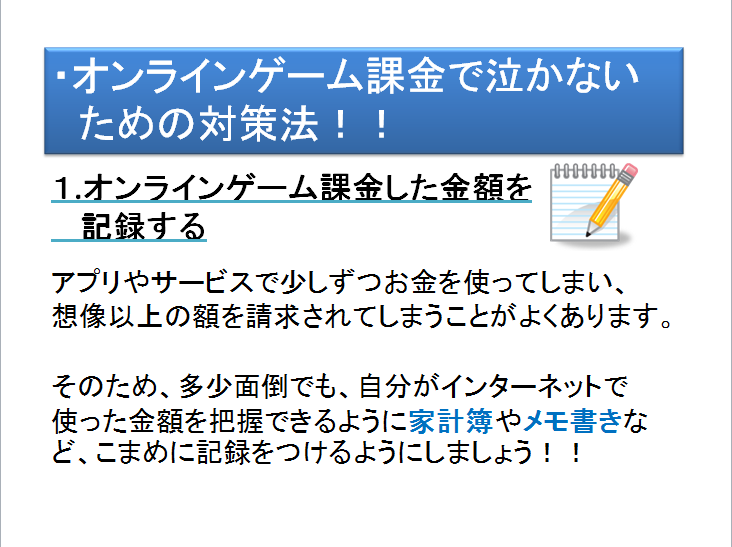 ・オンラインゲーム課金で泣かない
ための対策法！！
１.オンラインゲーム課金した金額を
記録する
アプリやサービスで少しずつお金を使ってしまい、
想像以上の額を請求されてしまうことがよくあります。
そのため、多少面倒でも、自分がインターネットで
使った金額を把握できるように家計簿やメモ書きな
ど、こまめに記録をつけるようにしましょう！！